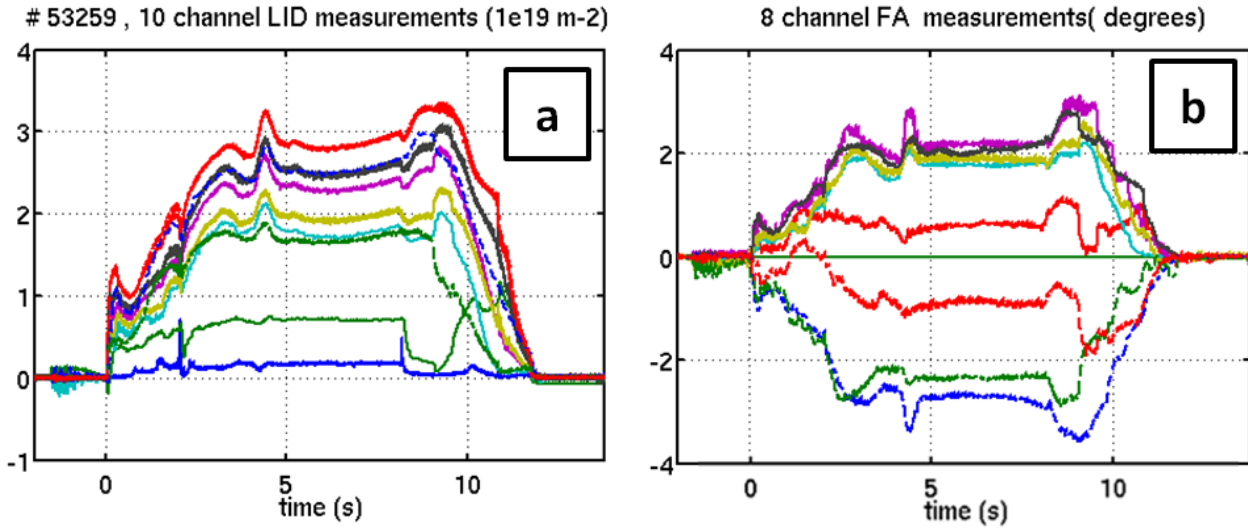 # 53259 , 10 channel LID measurements (1e19 m-2)
4
3
2
1
0
-1
0
5
10
time (s)
a
8 channel FA measurements( degrees)
4
2
0
-2
-4
0
5
10
time (s)
b